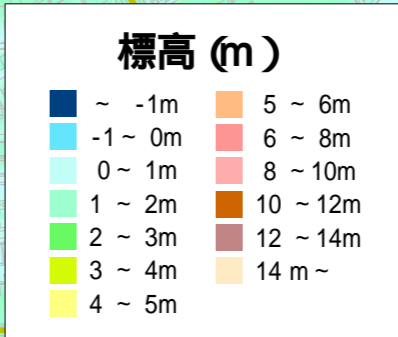 標高 (m)
~ -1m
-1 ~ 0m
0 ~ 1m
1 ~ 2m
2 ~ 3m
3 ~ 4m
4 ~ 5m
5 ~ 6m
6 ~ 8m
8 ~ 10m
10 ~ 12m
12 ~ 14m
14 m ~